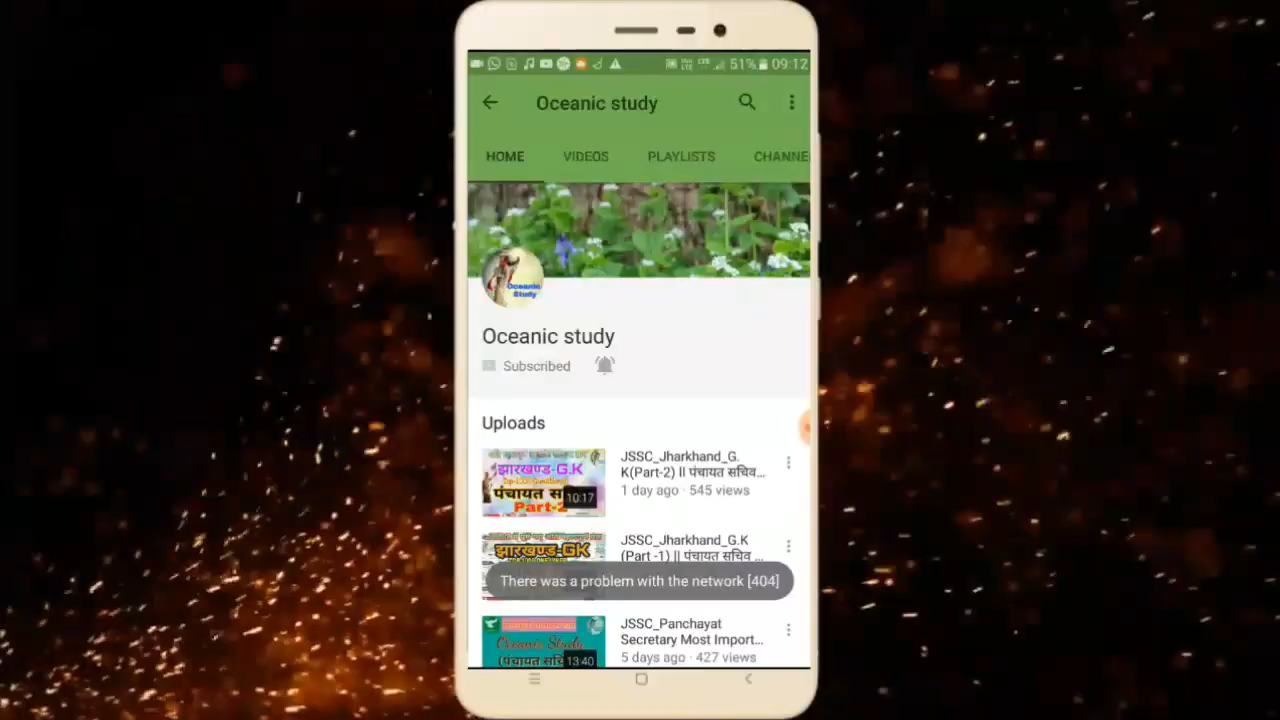 51% 09:12
Oceanic study
HOME VIDEOS PLAYLISTS CHANNE
Oceanic
Study
Oceanic study
Subscribed
Uploads
झारखण्ड-G.K
पंचायत
Part-2
10:17
JSSC_Jharkhand_G.
K(Part-2) ll पंचायत सचिव...
1 day ago · 545 views
झारखण्ड-GK
JSSC_Jharkhand_G.K
(Part -1) || पंचायत सचिव ...
There was a problem with the network [404]
Oceanic Study
(पंचायत
13:40
JSSC_Panchayat
Secretary Most Import...
5 days ago · 427 views